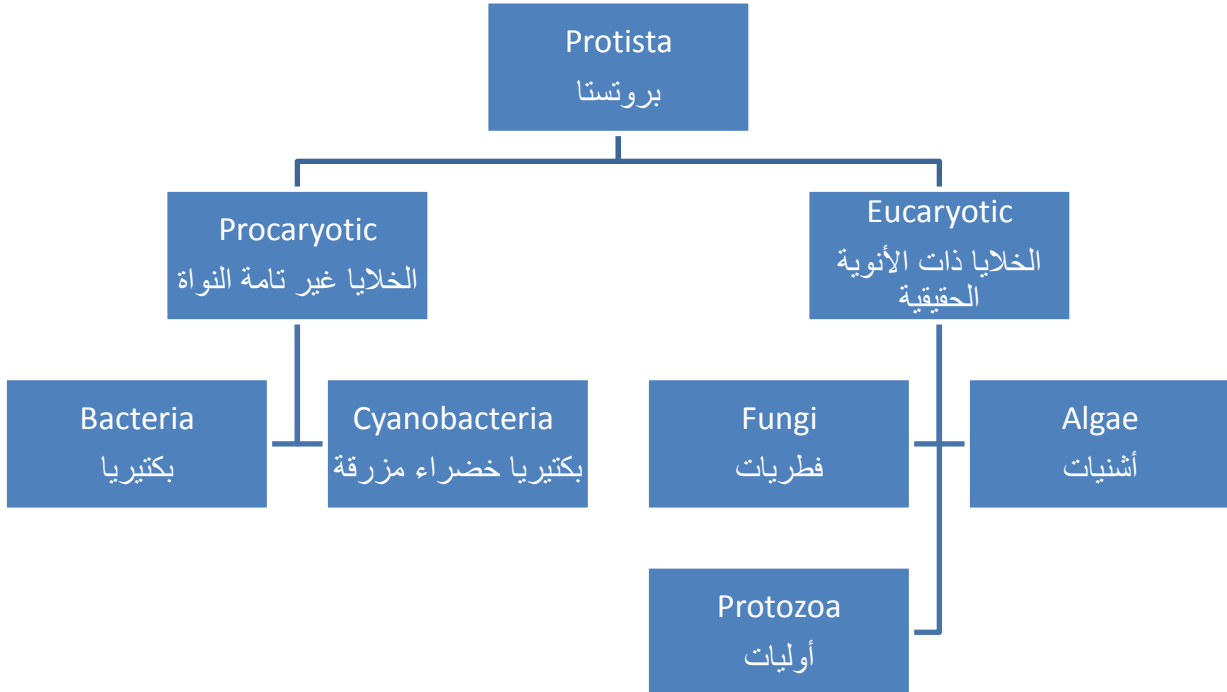 Protista
بروتستا
Procaryotic
الخلايا غير تامة النواة
Eucaryotic
الخلايا ذات الأنوية
الحقيقية
Bacteria
بكتيريا
Cyanobacteria
بكتيريا خضراء مزرقة
Fungi
فطريات
Algae
أشنيات
Protozoa
أوليات